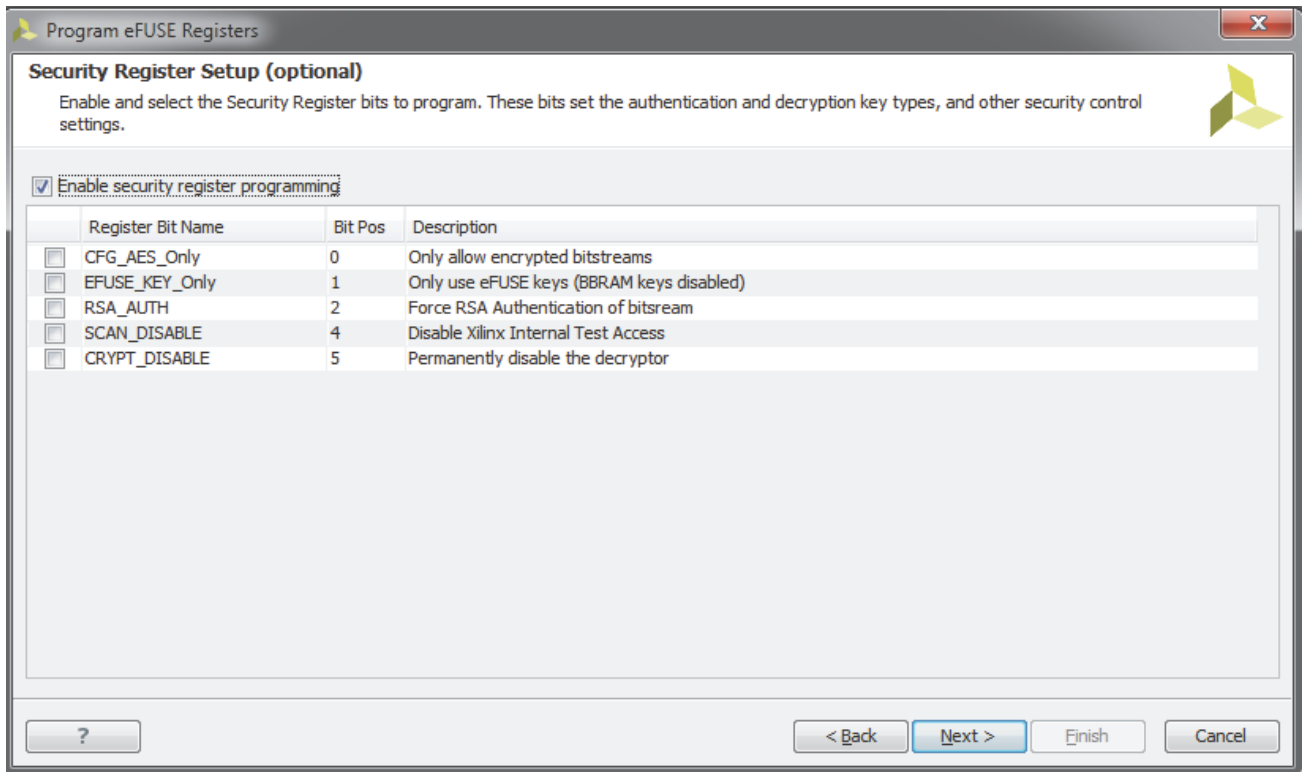 Program eFUSE Registers
Security Register Setup (optional)
Enable and select the Security Register bits to program. These bits set the authentication and decryption key types, and other security control
settings.
Enable security register programming
Register Bit Name Bit Pos Description
CFG_AES_Only 0 Only allow encrypted bitstreams
EFUSE_KEY_Only 1 Only use eFUSE keys (BBRAM keys disabled)
RSA_AUTH 2 Force RSA Authentication of bitsream
SCAN_DISABLE 4 Disable Xilinx Internal Test Access
CRYPT_DISABLE 5 Permanently disable the decryptor
? < Back Next > Finish Cancel